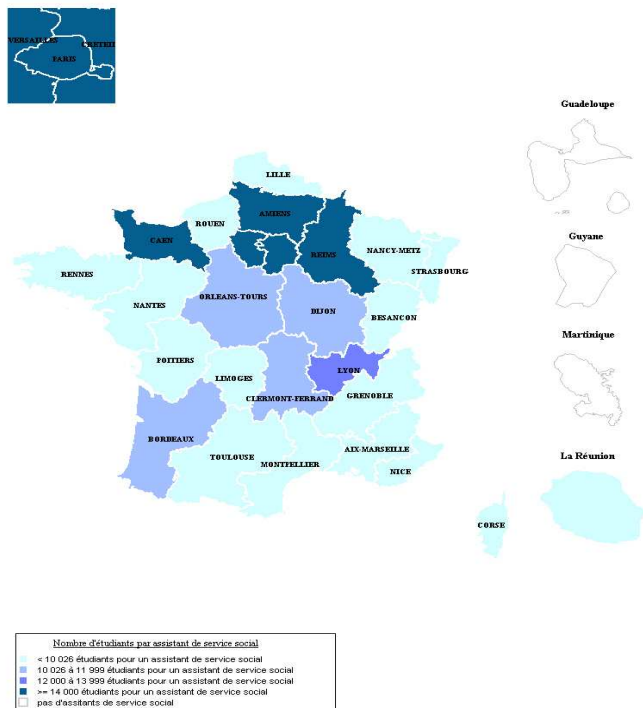 VERSAILLES
CRETEIL
PARIS
Guadeloupe
LILLE
AMIENS
ROUEN
CAEN
Guyane
REIMS
NANCY-METZ
RENNES
STRASBOURG
ORLEANS-TOURS
NANTES
DIJON
BESANCON
Martinique
POITIERS
LYON
LIMOGES
GRENOBLE
CLERMONT-FERRAND
BORDEAUX
AIX-MARSEILLE
La Réunion
TOULOUSE
MONTPELLIER
NICE
CORSE
Nombre d'étudiants par assistant de service social
< 10 026 étudiants pour un assistant de service social
10 026 à 11 999 étudiants pour un assistant de service social
12 000 à 13 999 étudiants pour un assistant de service social
>= 14 000 étudiants pour un assistant de service social
pas d'assitants de service social